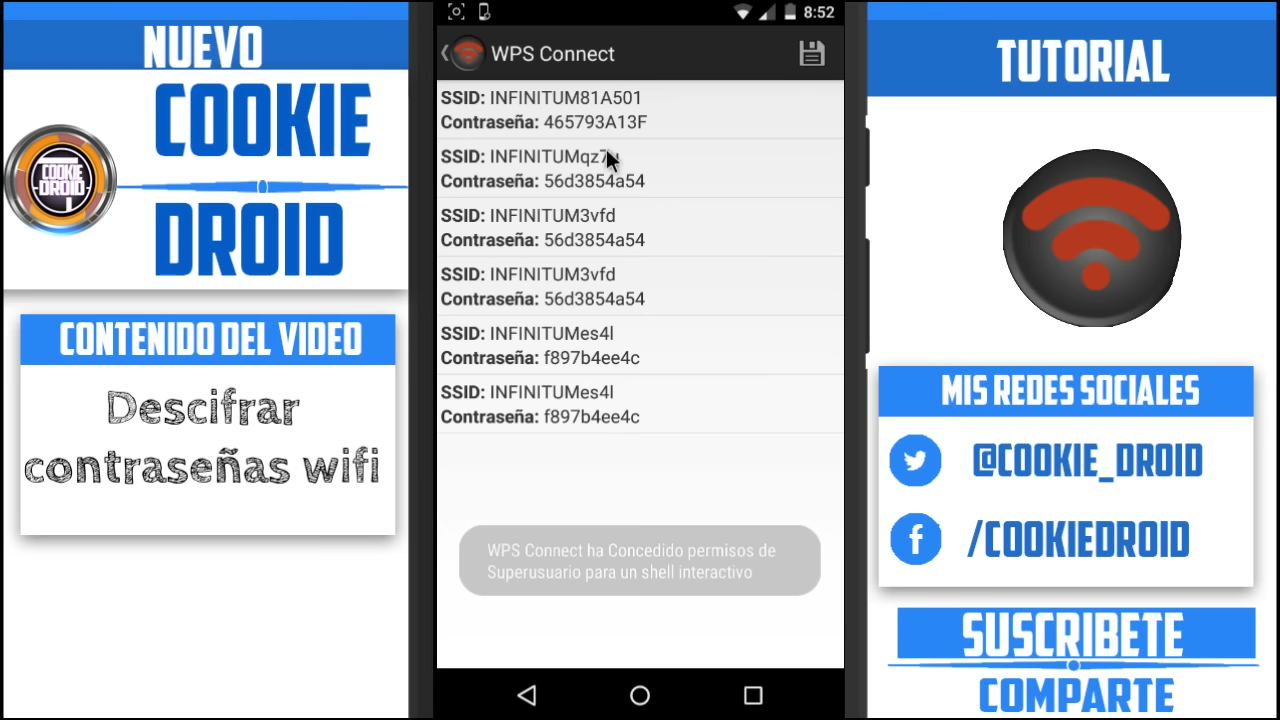 NUEVO
COOKIE
DROID
COOKIE
DROID
CONTENIDO DEL VIDEO
Descifrar
contraseñas wifi
8:52
WPS Connect
SSID: INFINITUM81A501
Contraseña: 465793A13F
SSID:
Contraseña: 56d3854a54
SSID: INFINITUM3vfd
Contraseña: 56d3854a54
SSID: INFINITUM3vfd
Contraseña: 56d3854a54
SSID: INFINITUMes4l
Contraseña: f897b4ee4c
SSID: INFINITUMes4l
Contraseña: f897b4ee4c
WPS Connect ha Concedido permisos de
Superusuario para un shell interactivo
TUTORIAL
MIS REDES SOCIALES
@COOKIE_DROID
/COOKIEDROID
SUSCRIBETE
COMPARTE